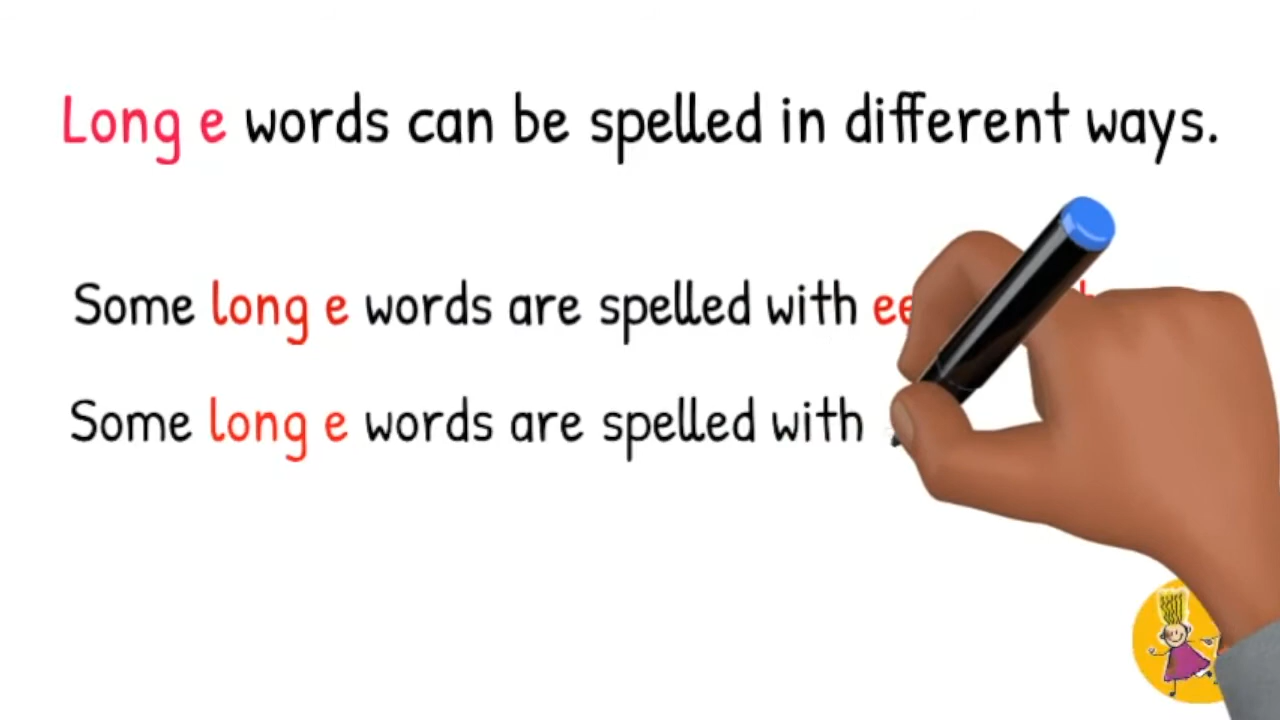 Long e words can be spelled in different ways.
Some long e words are spelled with ee
Some long e words are spelled with